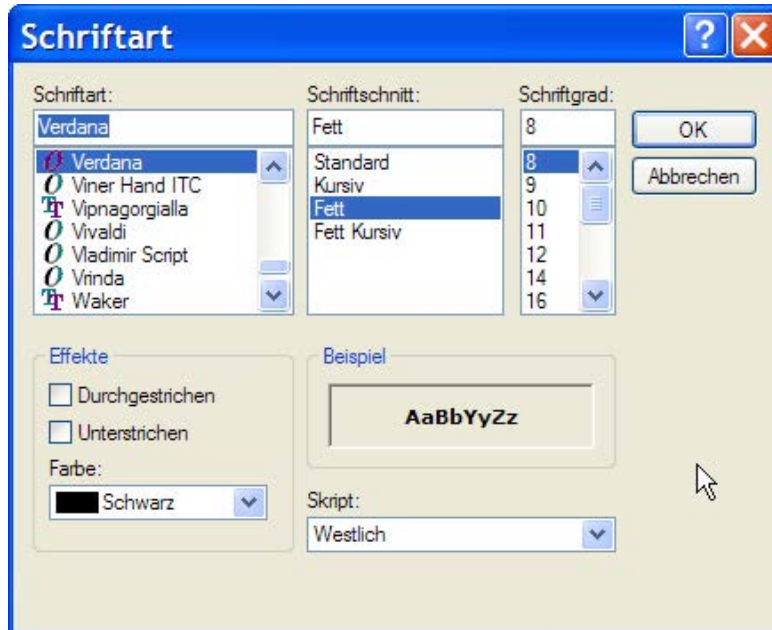 Schriftart
Schriftart: Schriftschnitt: Schriftgrad:
Verdana Fett 8 OK
Verdana Standard 8 Abbrechen
Viner Hand ITC Kursiv 9
Vipnagorgialla Fett 10
Vivaldi Fett Kursiv 11
Vladimir Script 12
Vrinda 14
Waker 16
Effekte Beispiel
Durchgestrichen
AaBbYyZz
Unterstrichen
Farbe:
Schwarz Skript:
Westlich